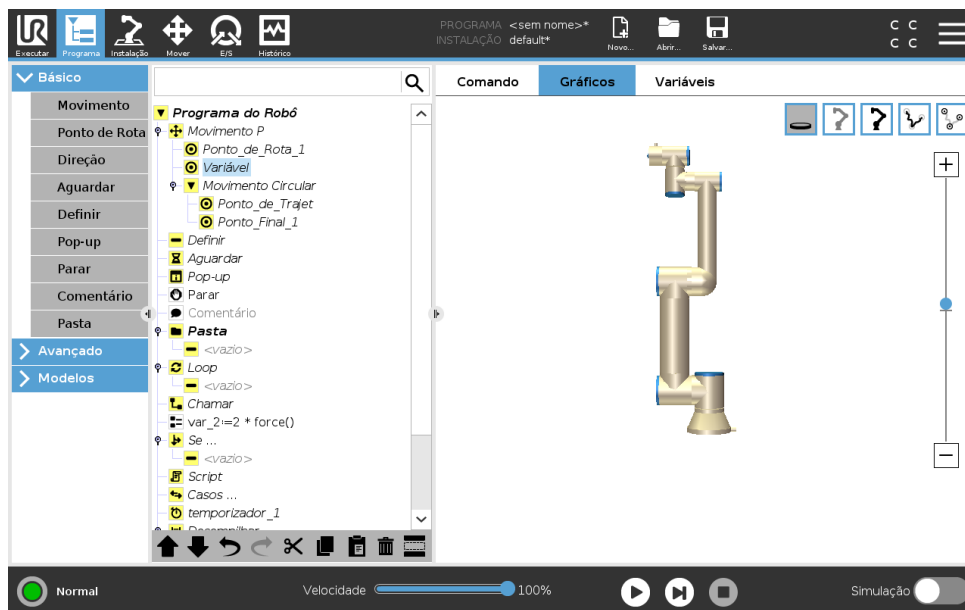 Executar
Programa
Instalação
Mover
E/S
Histórico
PROGRAMA <sem nome>*
INSTALAÇÃO default*
Novo...
Abrir...
Salvar...
C C
C C
Básico
Movimento
Ponto de Rota
Direção
Aguardar
Definir
Pop-up
Parar
Comentário
Pasta
Avançado
Modelos
Programa do Robô
Movimento P
Ponto_de_Rota_1
Variável
Movimento Circular
Ponto_de_Trajet
Ponto_Final_1
Definir
Aguardar
Pop-up
Parar
Comentário
Pasta
<vazio>
Loop
<vazio>
Chamar
var_2:=2 * force()
Se ...
<vazio>
Script
Casos ...
temporizador_1
Desempilhar
Comando
Gráficos
Variáveis
Normal
Velocidade
100%
Simulação